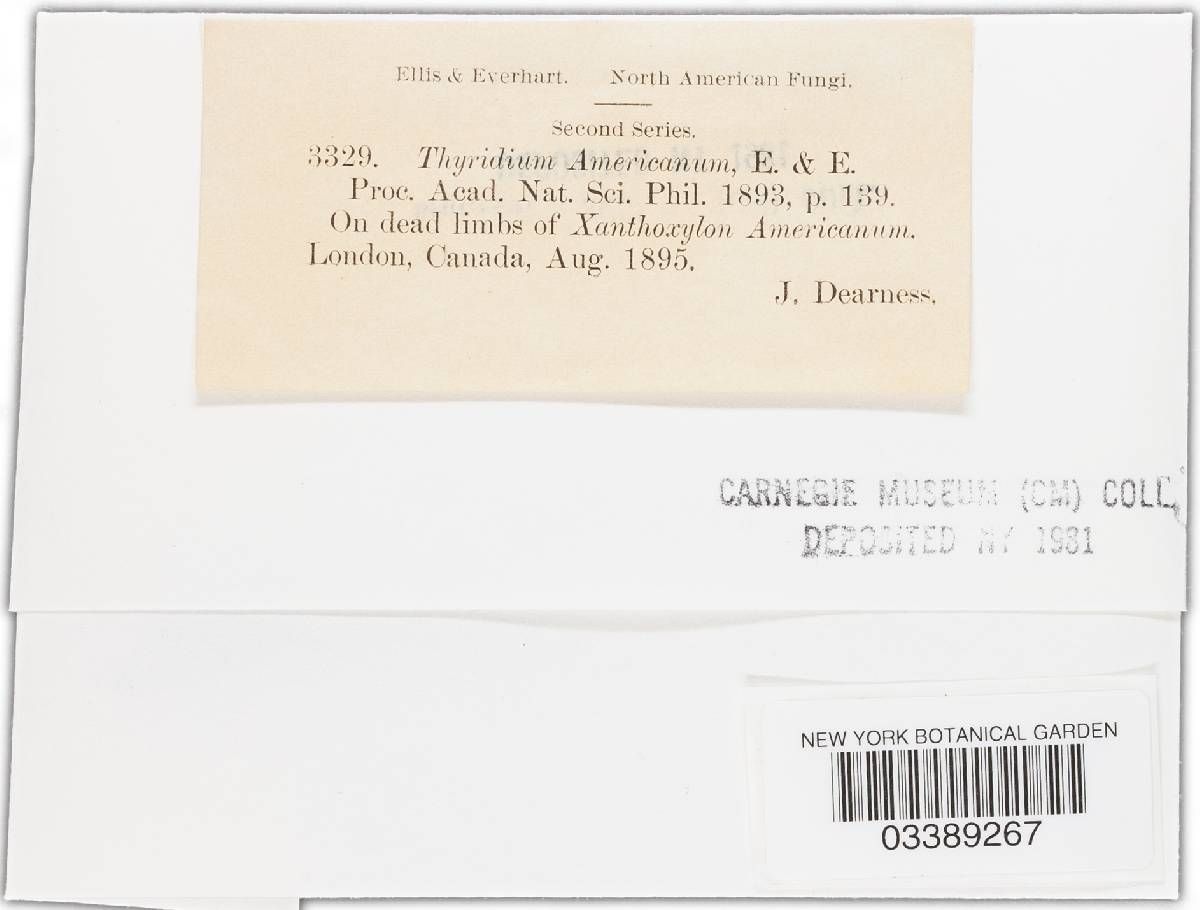 Ellis & Everhart. North American Fungi.
Second Series.
3329. Thyridium Americanum, E. & E.
Proc. Acad. Nat. Sci. Phil. 1893, p. 139.
On dead limbs of Xanthoxylon Americanum.
London, Canada, Aug. 1895.
J. Dearness.
CARNEGIE MUSEUM (CM) COLL.
DEPOSITED NY 1981
NEW YORK BOTANICAL GARDEN
03389267